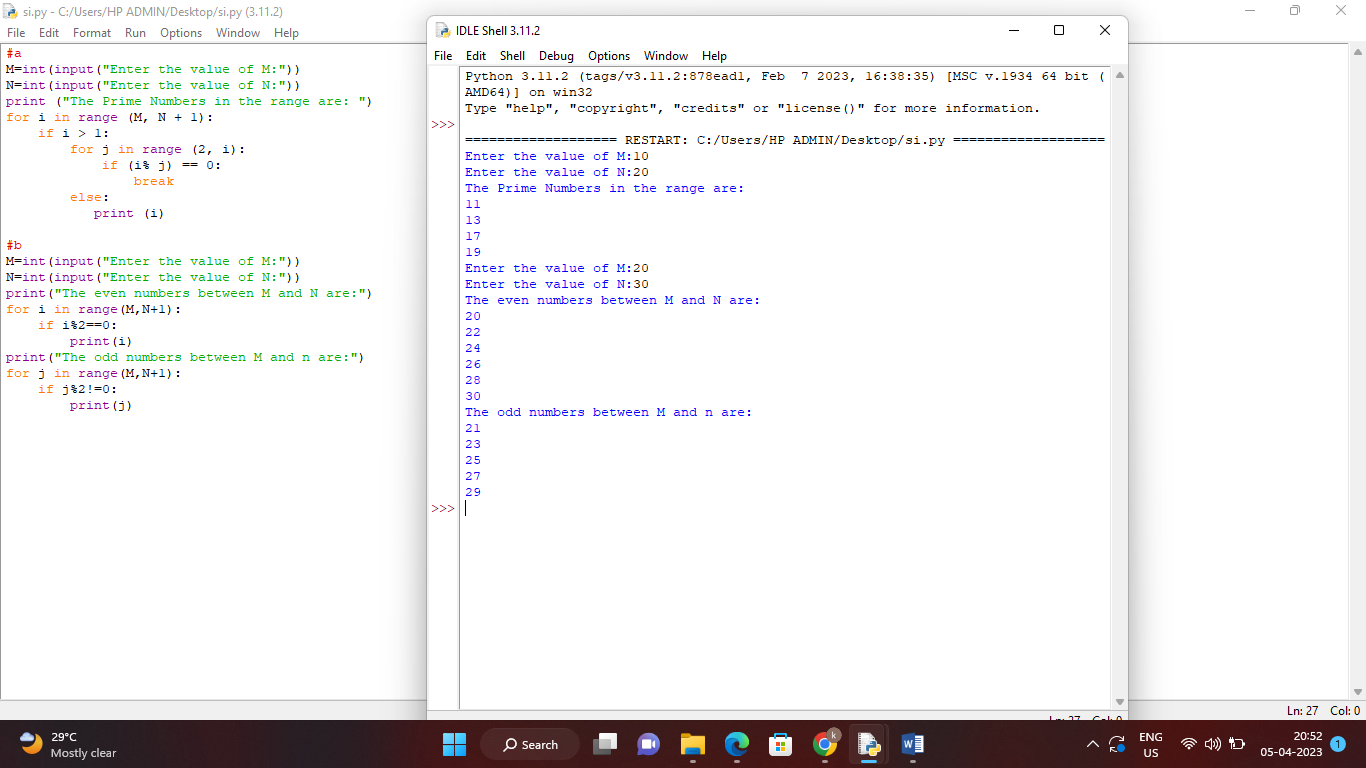 si.py - C:/Users/HP ADMIN/Desktop/si.py (3.11.2)
File Edit Format Run Options Window Help
#a
M=int(input("Enter the value of M:"))
N=int(input("Enter the value of N:"))
print ("The Prime Numbers in the range are: ")
for i in range (M, N + 1):
    if i > 1:
        for j in range (2, i):
            if (i% j) == 0:
                break
        else:
           print (i)

#b
M=int(input("Enter the value of M:"))
N=int(input("Enter the value of N:"))
print("The even numbers between M and N are:")
for i in range(M,N+1):
    if i%2==0:
        print(i)
print("The odd numbers between M and n are:")
for j in range(M,N+1):
    if j%2!=0:
        print(j)
IDLE Shell 3.11.2
File Edit Shell Debug Options Window Help
Python 3.11.2 (tags/v3.11.2:878ead1, Feb  7 2023, 16:38:35) [MSC v.1934 64 bit (
AMD64)] on win32
Type "help", "copyright", "credits" or "license()" for more information.
>>>
=================== RESTART: C:/Users/HP ADMIN/Desktop/si.py ===================
Enter the value of M:10
Enter the value of N:20
The Prime Numbers in the range are:
11
13
17
19
Enter the value of M:20
Enter the value of N:30
The even numbers between M and N are:
20
22
24
26
28
30
The odd numbers between M and n are:
21
23
25
27
29
>>>
Ln: 27 Col: 0
Ln: 27 Col: 0
29°C
Mostly clear
Search
k
ENG
US
20:52
05-04-2023
1